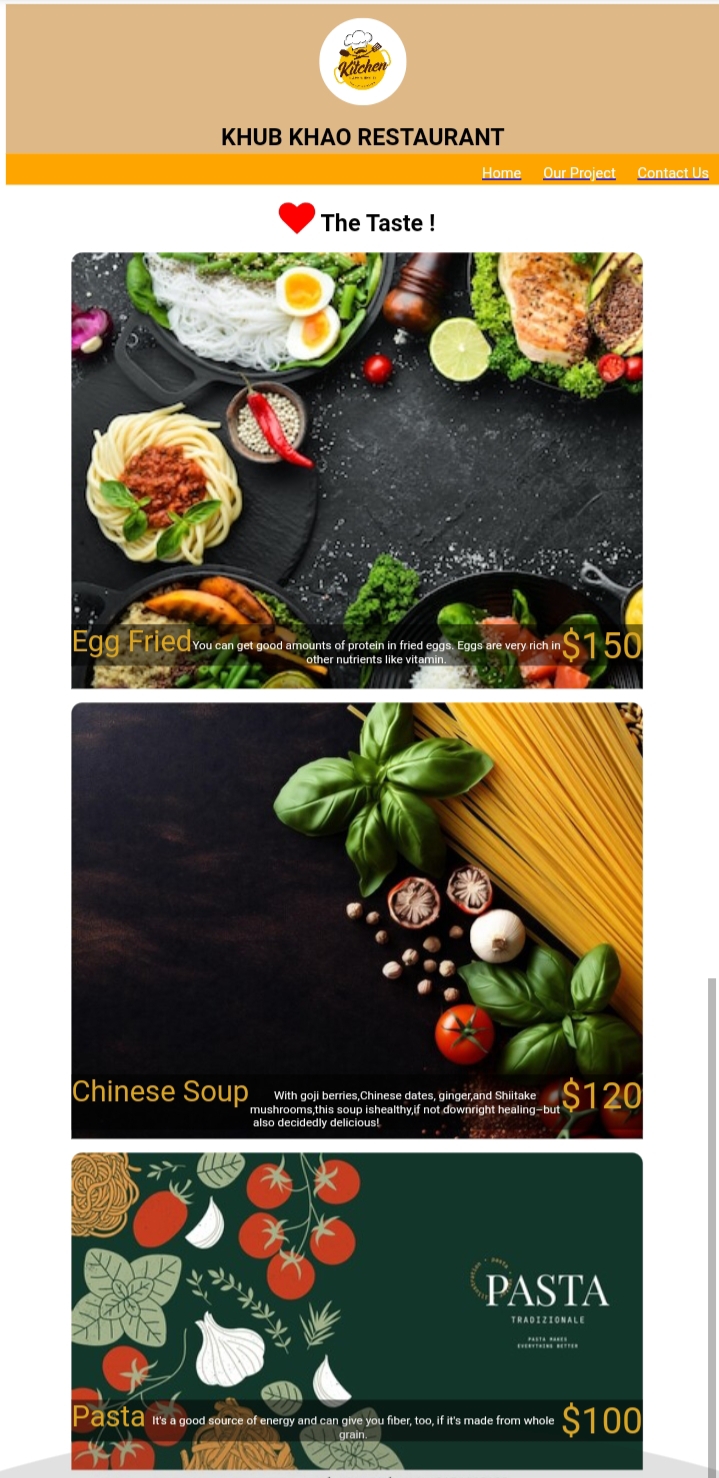 Kitchen
KHUB KHAO RESTAURANT
Home Our Project Contact Us
The Taste !
Egg Fried You can get good amounts of protein in fried eggs. Eggs are very rich in $150
other nutrients like vitamin.
Chinese Soup With goji berries,Chinese dates, ginger,and Shiitake $120
mushrooms,this soup ishealthy,if not downright healing–but
also decidedly delicious!
PASTA
TRADIZIONALE
PASTA MAKES
EVERYTHING BETTER
Pasta It's a good source of energy and can give you fiber, too, if it's made from whole $100
grain.